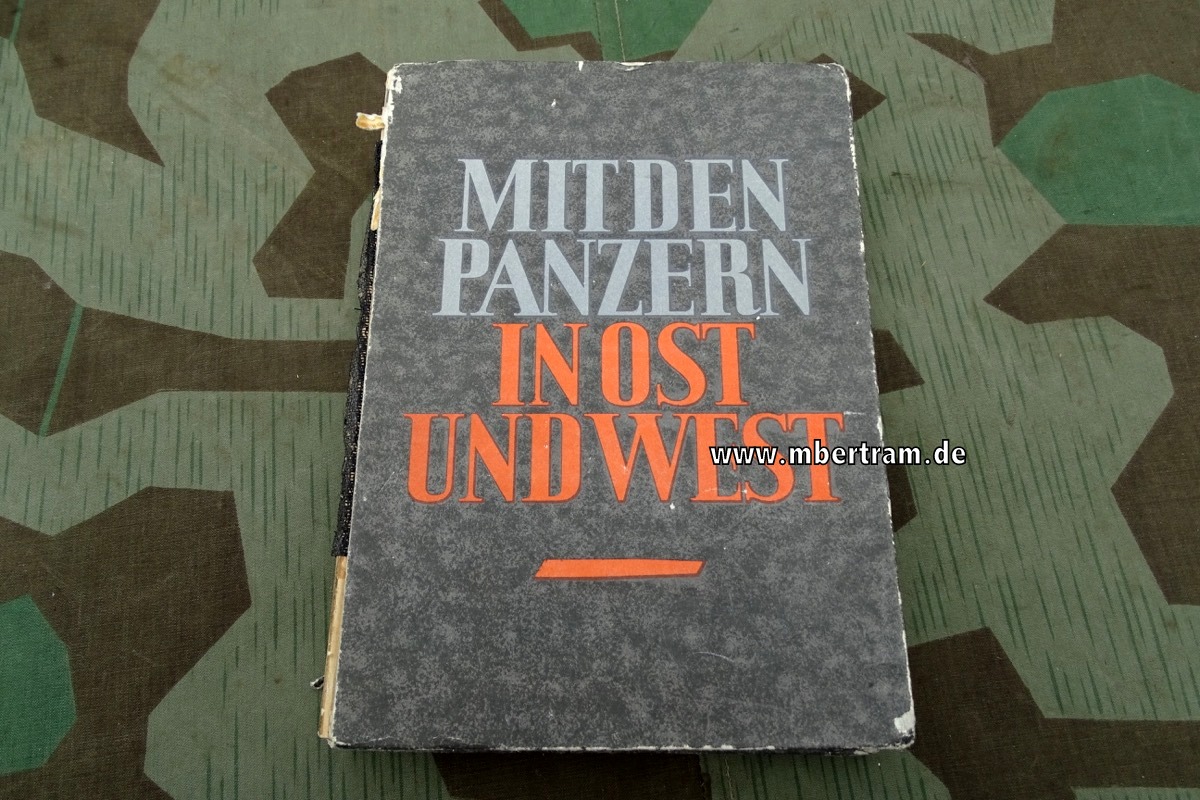 MIT DEN
PANZERN
IN OST
UND WEST
www.mbertram.de